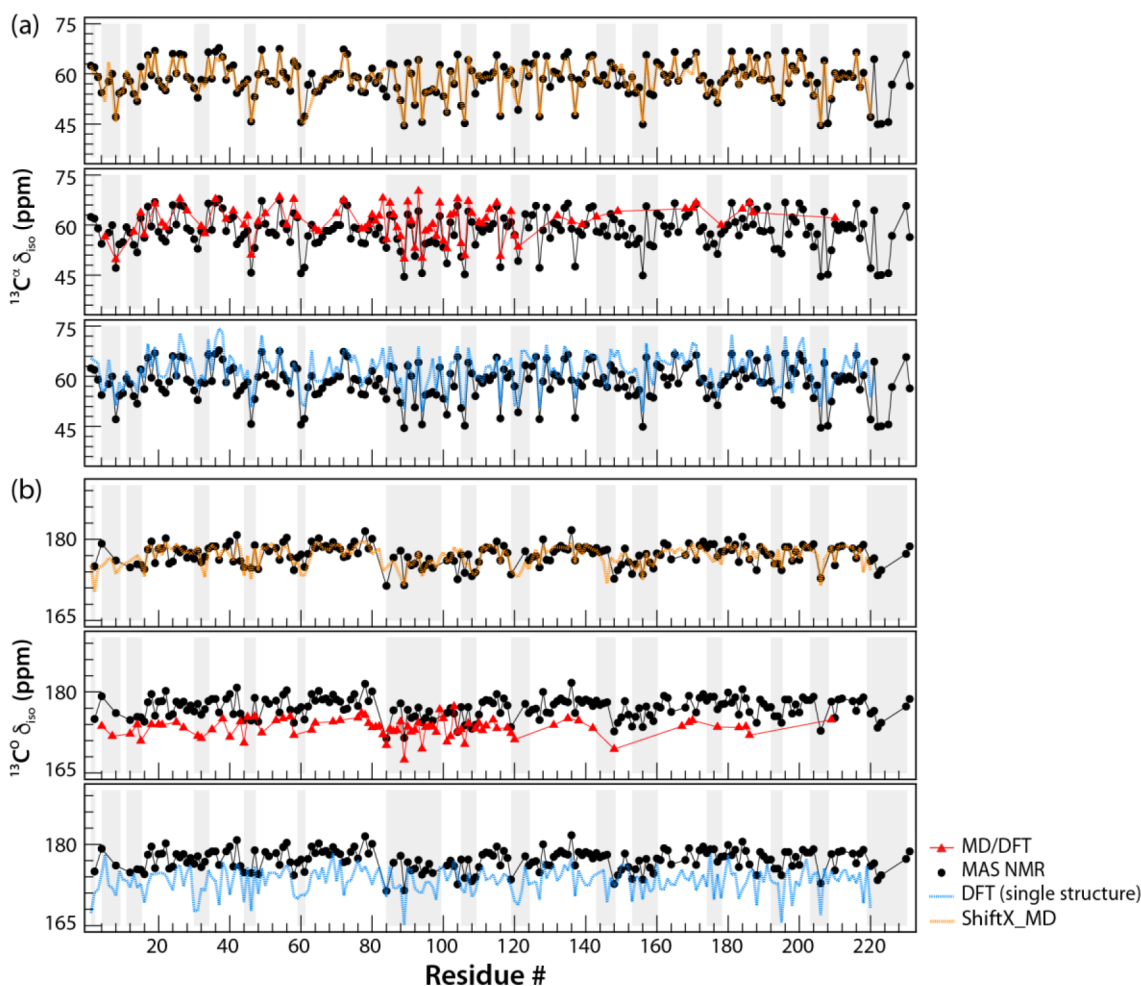 (a)
75
60
45
75
60
45
75
60
45
¹³Cᵅ δiso (ppm)
(b)
180
165
180
165
180
165
¹³Cᴼ δiso (ppm)
20 40 60 80 100 120 140 160 180 200 220
Residue #
MD/DFT
MAS NMR
DFT (single structure)
ShiftX_MD